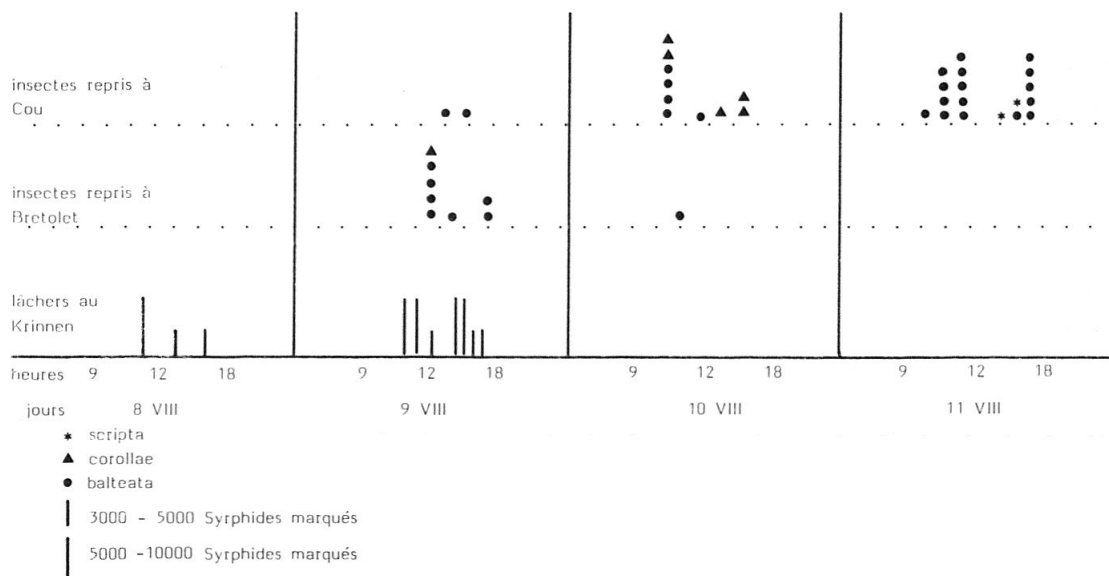 insectes repris à
Cou
insectes repris à
Bretolet
lâchers au
Krinnen
heures 9 12 18 9 12 18 9 12 18 9 12 18
jours 8 VIII 9 VIII 10 VIII 11 VIII
scripta
corollae
balteata
3000 - 5000 Syrphides marqués
5000 -10000 Syrphides marqués